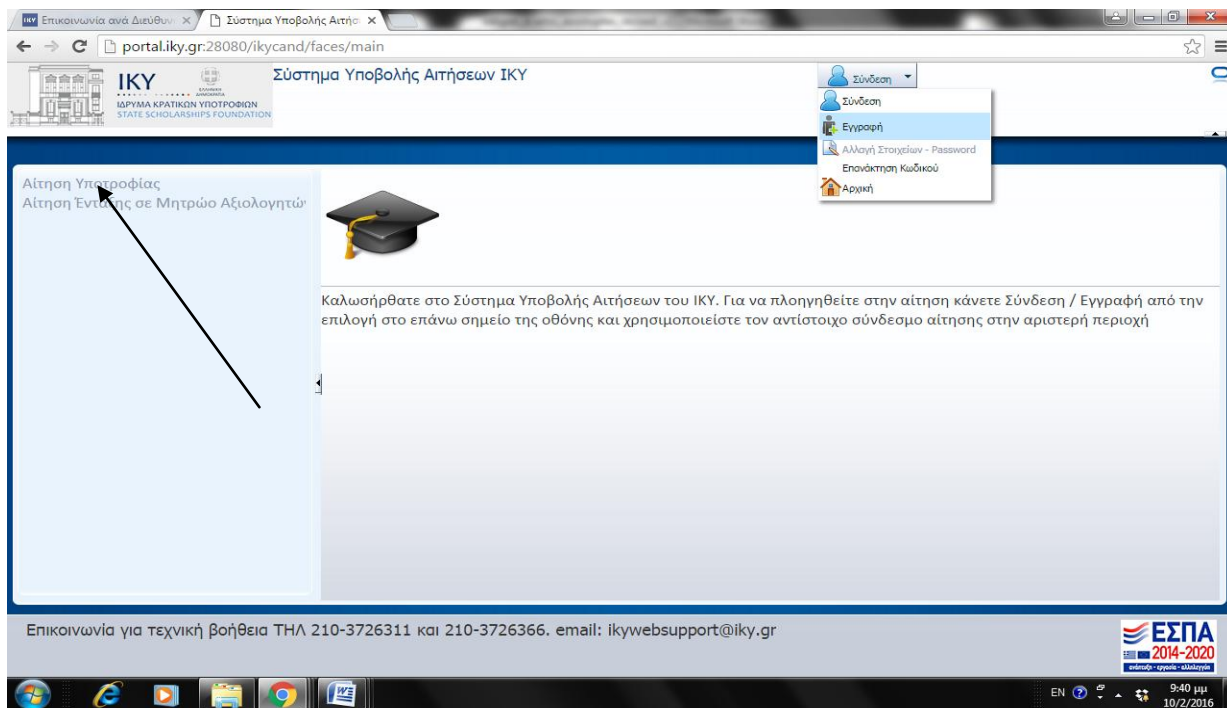 Επικοινωνία ανά Διεύθυν
Σύστημα Υποβολής Αιτήσ
portal.iky.gr:28080/ikycand/faces/main
IKY
ΙΔΡΥΜΑ ΚΡΑΤΙΚΩΝ ΥΠΟΤΡΟΦΙΩΝ
STATE SCHOLARSHIPS FOUNDATION
Σύστημα Υποβολής Αιτήσεων ΙΚΥ
Σύνδεση
Σύνδεση
Εγγραφή
Αλλαγή Στοιχείων - Password
Επανάκτηση Κωδικού
Αρχική
Αίτηση Υποτροφίας
Αίτηση Ένταξης σε Μητρώο Αξιολογητώ
Καλωσήρθατε στο Σύστημα Υποβολής Αιτήσεων του ΙΚΥ. Για να πλοηγηθείτε στην αίτηση κάνετε Σύνδεση / Εγγραφή από την
επιλογή στο επάνω σημείο της οθόνης και χρησιμοποιείστε τον αντίστοιχο σύνδεσμο αίτησης στην αριστερή περιοχή
Επικοινωνία για τεχνική βοήθεια ΤΗΛ 210-3726311 και 210-3726366. email: ikywebsupport@iky.gr
ΕΣΠΑ
2014-2020
ανάπτυξη - εργασία - αλληλεγγύη
EN
9:40 μμ
10/2/2016